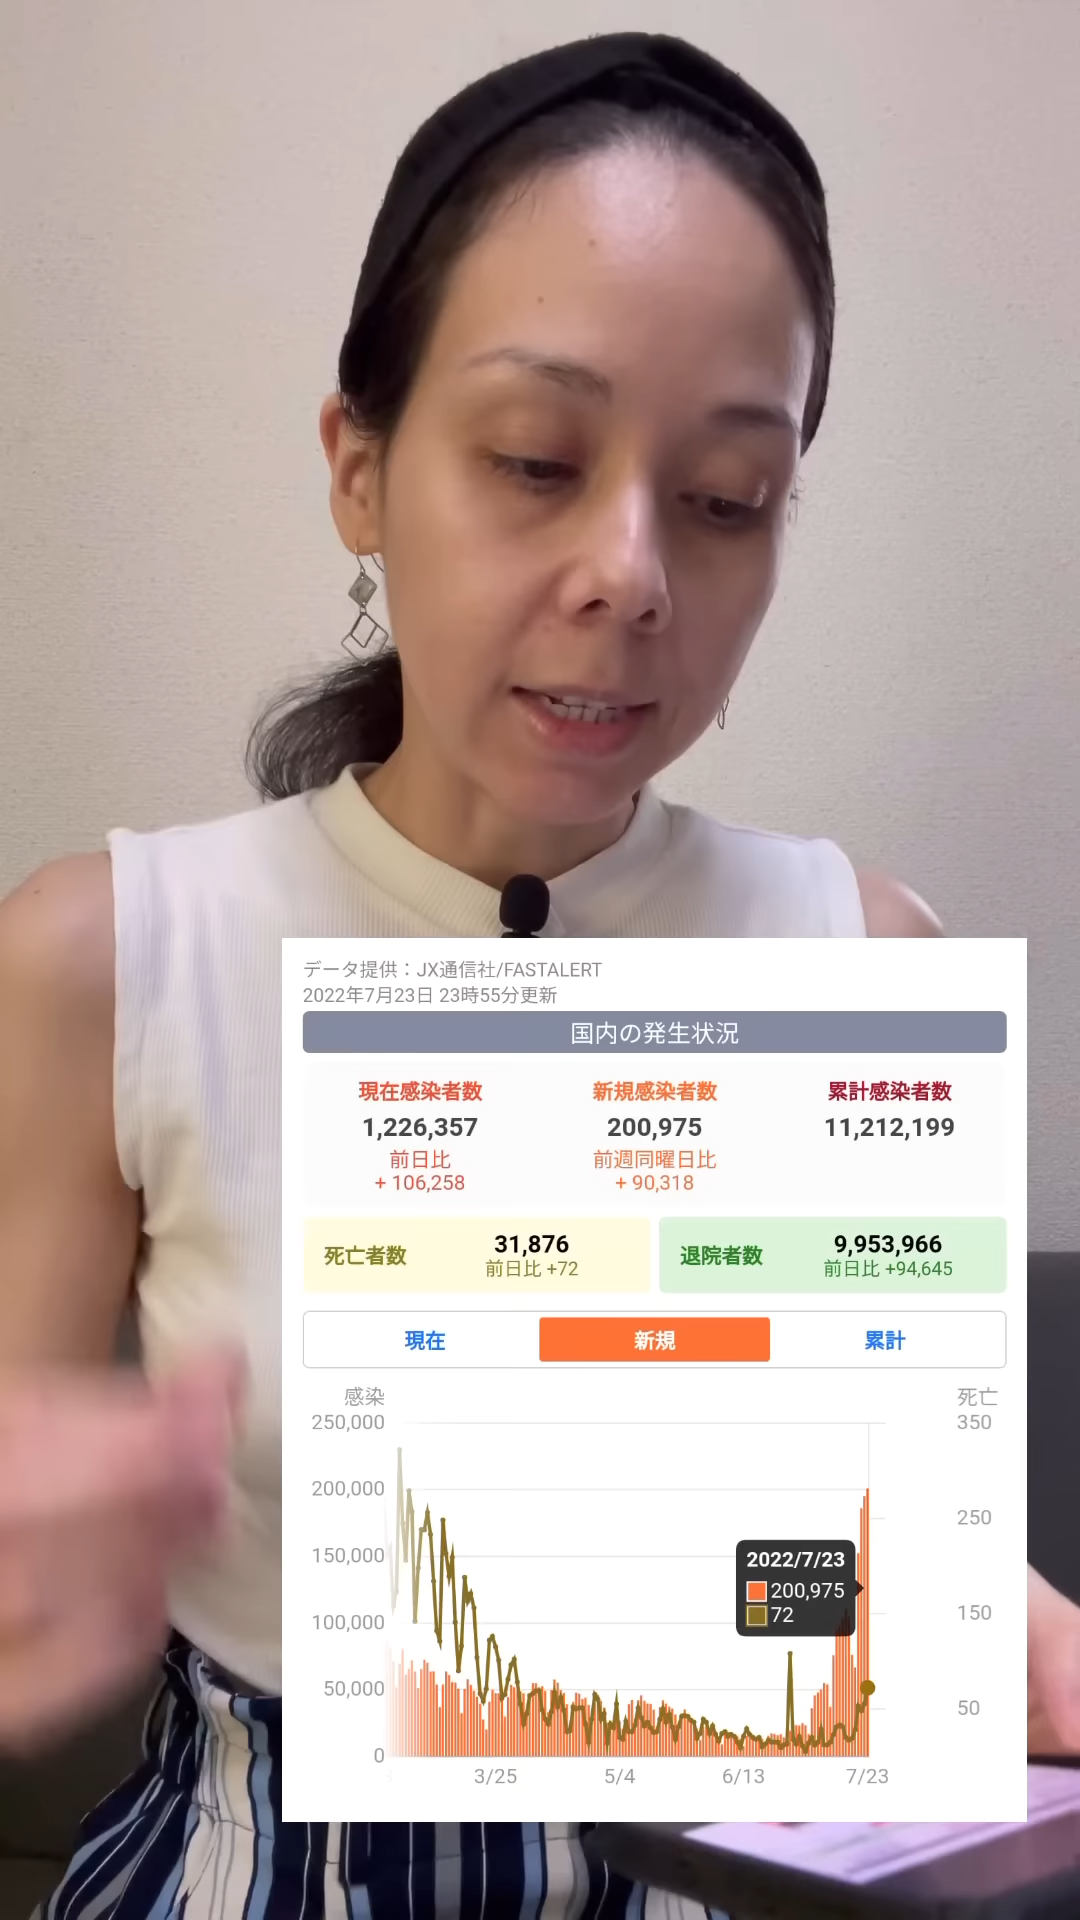 データ提供：JX通信社/FASTALERT
2022年7月23日 23時55分更新
国内の発生状況
現在感染者数 新規感染者数 累計感染者数
1,226,357 200,975 11,212,199
前日比 前週同曜日比
+ 106,258 + 90,318
死亡者数 31,876 退院者数 9,953,966
前日比 +72 前日比 +94,645
現在 新規 累計
感染 死亡
250,000 350
200,000
250
150,000
2022/7/23
200,975
72
100,000 150
50,000 50
0
3/25 5/4 6/13 7/23